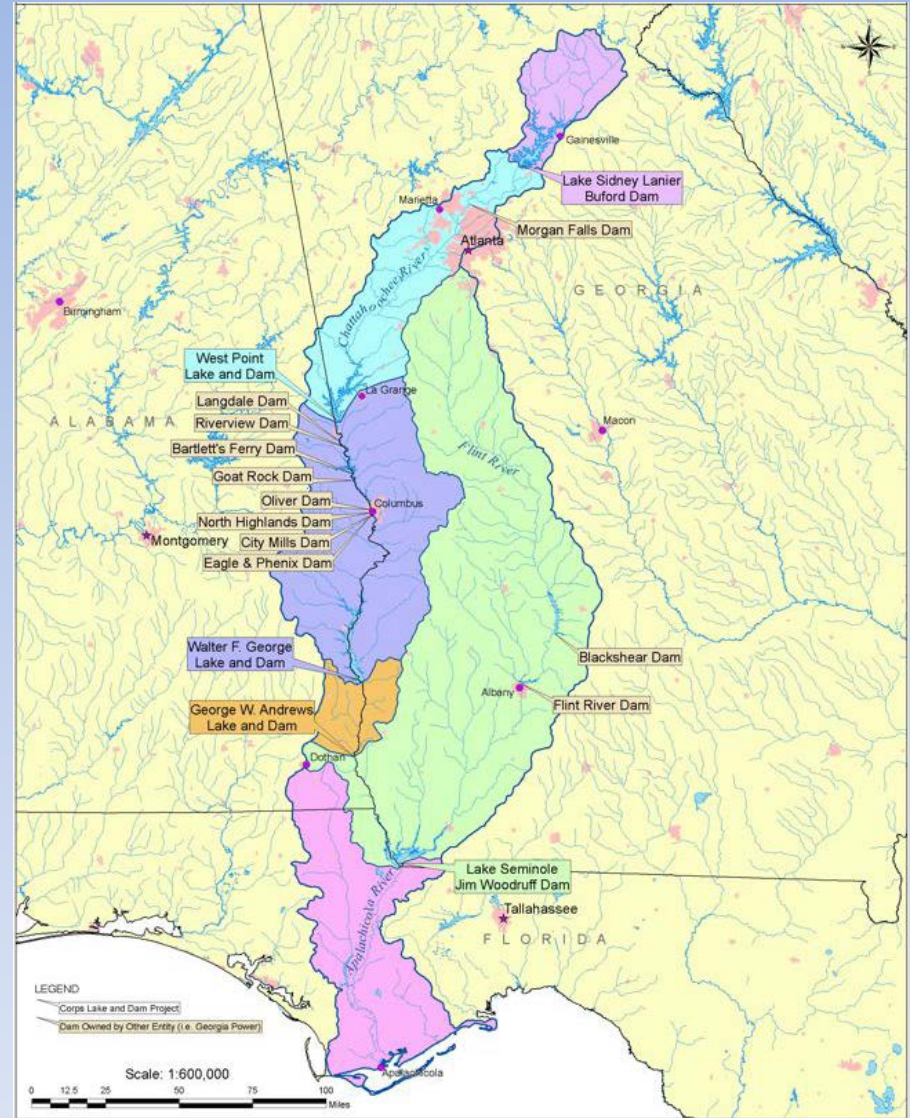 Gainesville
Lake Sidney Lanier
Buford Dam
Marietta
Morgan Falls Dam
Atlanta
Chattahoochee River
GEORGIA
Birmingham
West Point
Lake and Dam
La Grange
Langdale Dam
ALABAMA
Riverview Dam
Macon
Bartlett's Ferry Dam
Flint River
Goat Rock Dam
Oliver Dam
Columbus
North Highlands Dam
Montgomery
City Mills Dam
Eagle & Phenix Dam
Walter F. George
Lake and Dam
Blackshear Dam
Albany
Flint River Dam
George W. Andrews
Lake and Dam
Dothan
Lake Seminole
Jim Woodruff Dam
Apalachicola River
Tallahassee
FLORIDA
LEGEND
Corps Lake and Dam Project
Dam Owned by Other Entity (i.e. Georgia Power)
Scale: 1:600,000
Apalachicola
0 12.5 25 50 75 100
Miles